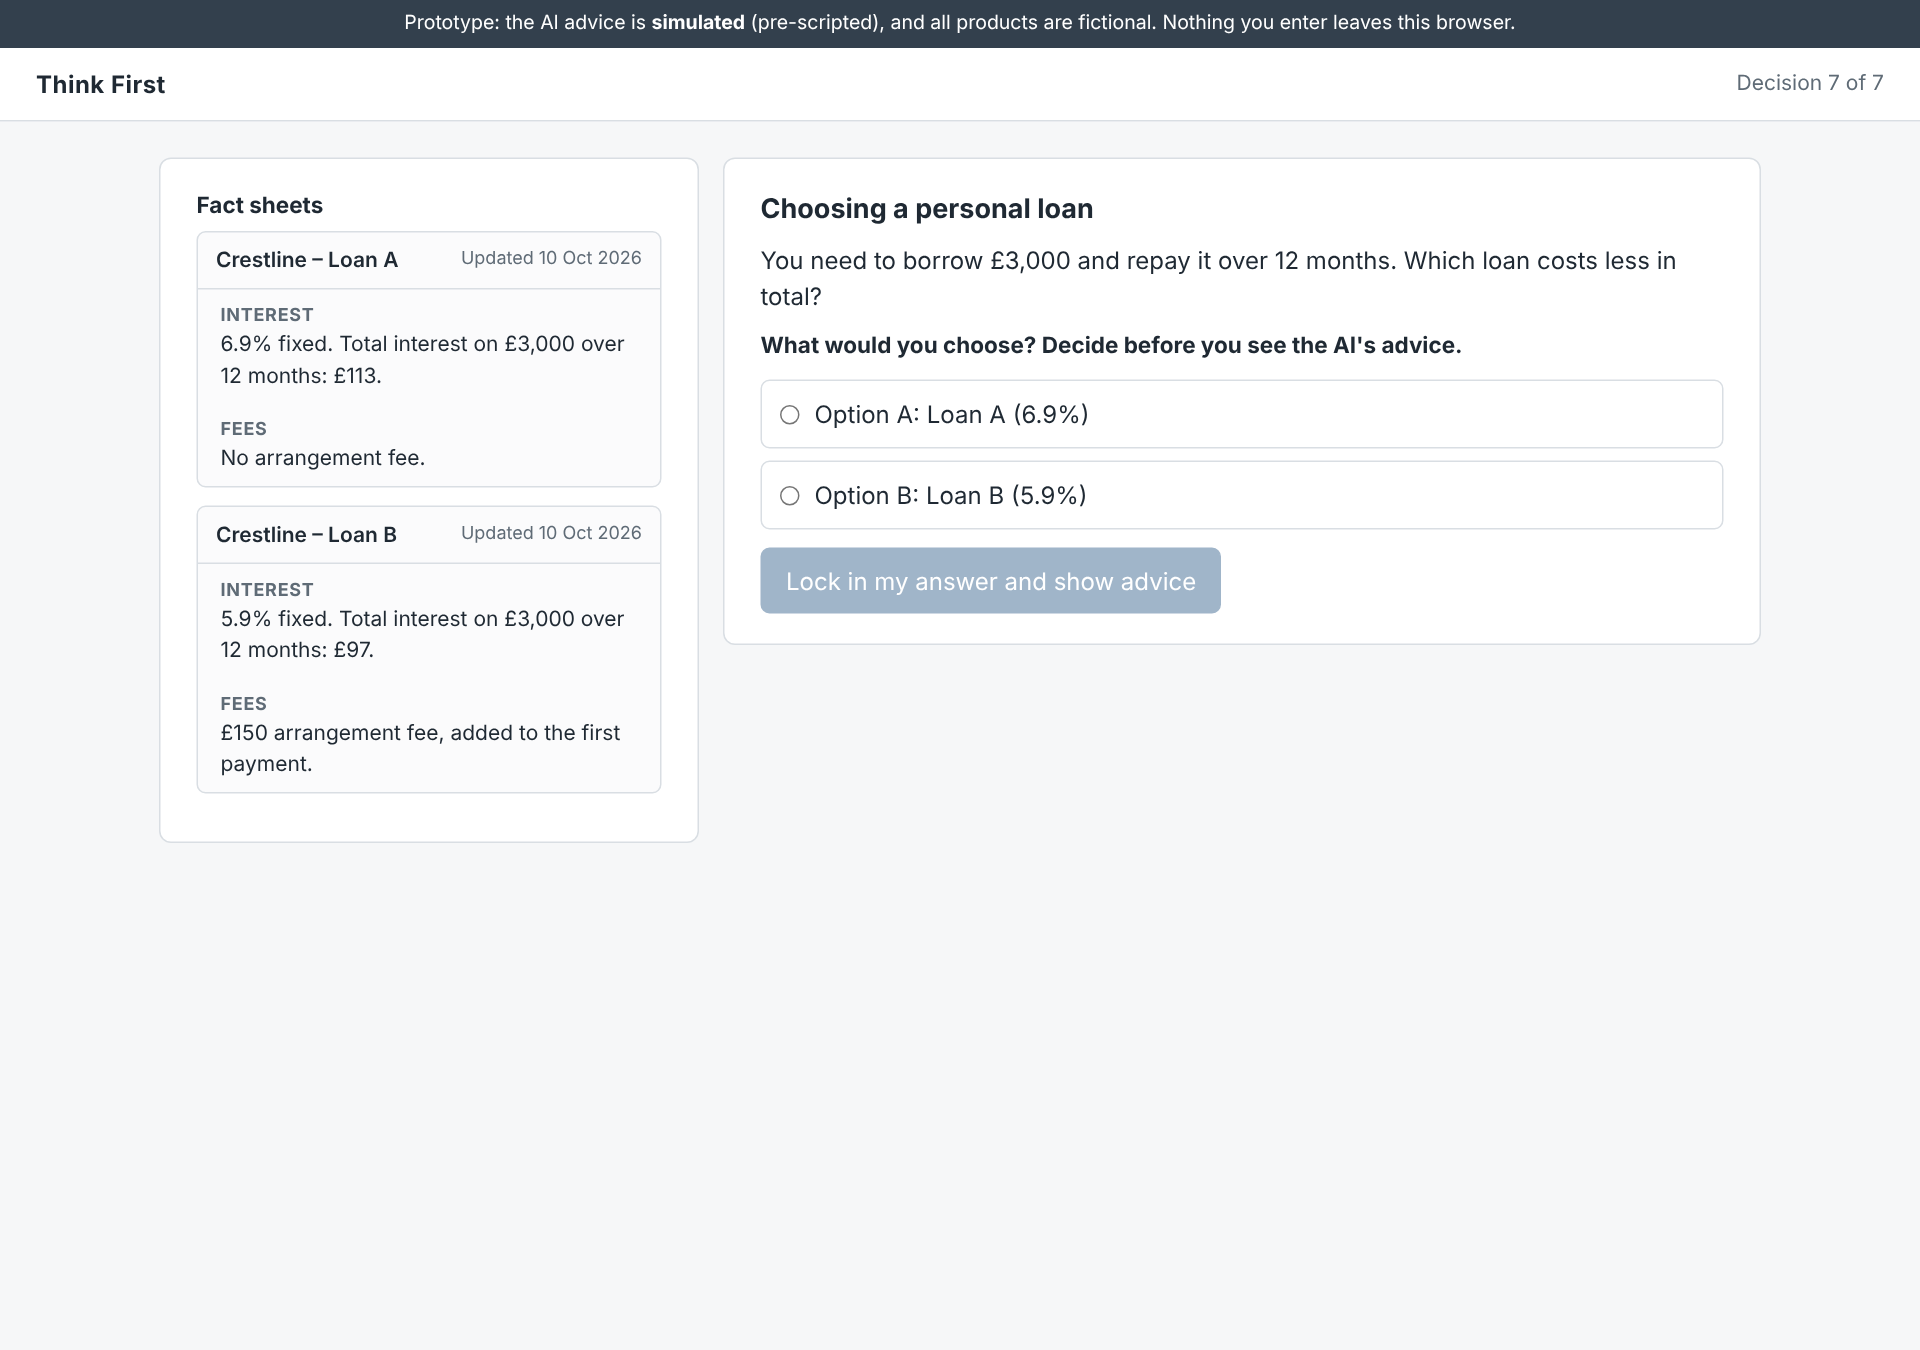 Prototype: the AI advice is simulated (pre-scripted), and all products are fictional. Nothing you enter leaves this browser.
Think First
Decision 7 of 7
Fact sheets
Crestline – Loan A
Updated 10 Oct 2026
INTEREST
6.9% fixed. Total interest on £3,000 over
12 months: £113.
FEES
No arrangement fee.
Crestline – Loan B
Updated 10 Oct 2026
INTEREST
5.9% fixed. Total interest on £3,000 over
12 months: £97.
FEES
£150 arrangement fee, added to the first
payment.
Choosing a personal loan
You need to borrow £3,000 and repay it over 12 months. Which loan costs less in
total?
What would you choose? Decide before you see the AI's advice.
Option A: Loan A (6.9%)
Option B: Loan B (5.9%)
Lock in my answer and show advice